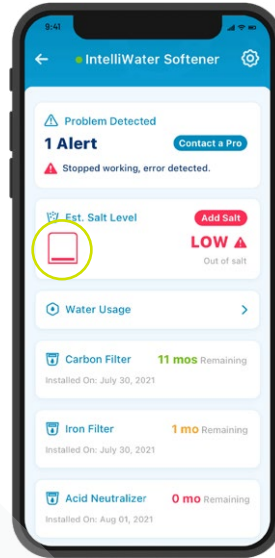 9:41
IntelliWater Softener
Problem Detected
1 Alert Contact a Pro
Stopped working, error detected.
Est. Salt Level Add Salt
LOW
Out of salt
Water Usage
Carbon Filter 11 mos Remaining
Installed On: July 30, 2021
Iron Filter 1 mo Remaining
Installed On: July 30, 2021
Acid Neutralizer 0 mo Remaining
Installed On: Aug 01, 2021